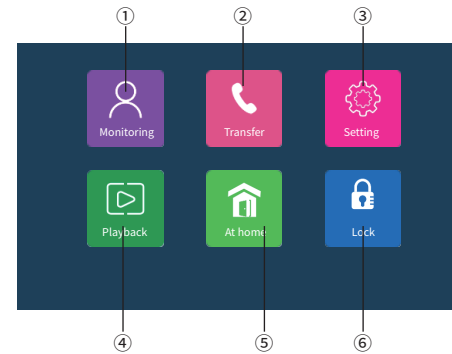 ① ② ③
Monitoring Transfer Setting
Playback At home Lock
④ ⑤ ⑥